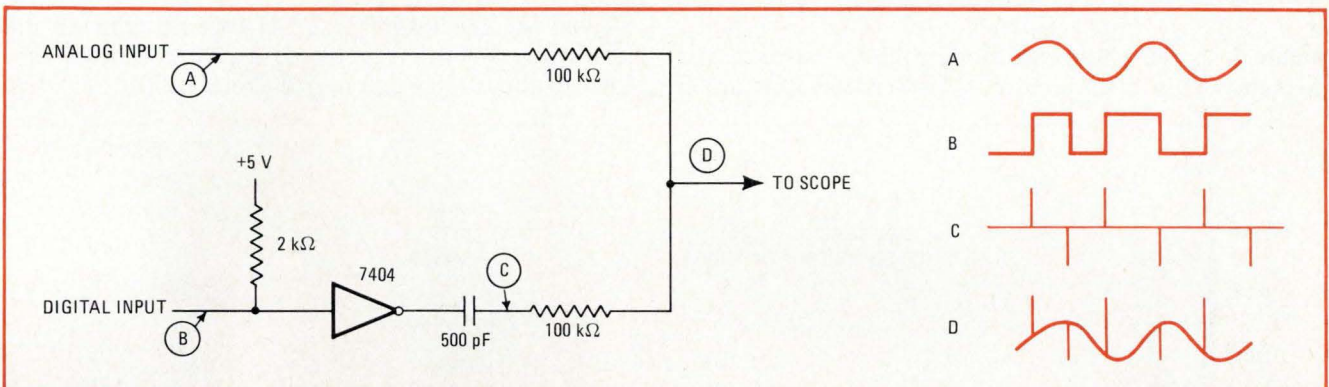 ANALOG INPUT
A
100 kΩ
+5 V
2 kΩ
D
TO SCOPE
7404
C
DIGITAL INPUT
B
500 pF
100 kΩ
A
B
C
D